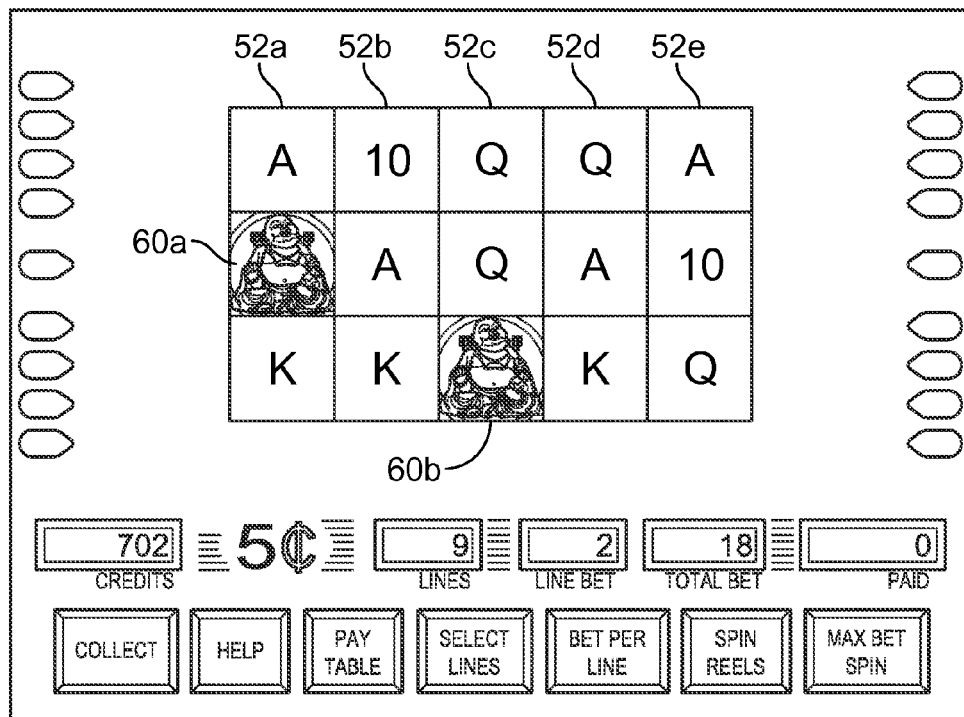 52a 52b 52c 52d 52e
A 10 Q Q A
60a
A Q A 10
K K K Q
60b
702 5¢ 9 2 18 0
CREDITS LINES LINE BET TOTAL BET PAID
COLLECT HELP PAY TABLE SELECT LINES BET PER LINE SPIN REELS MAX BET SPIN